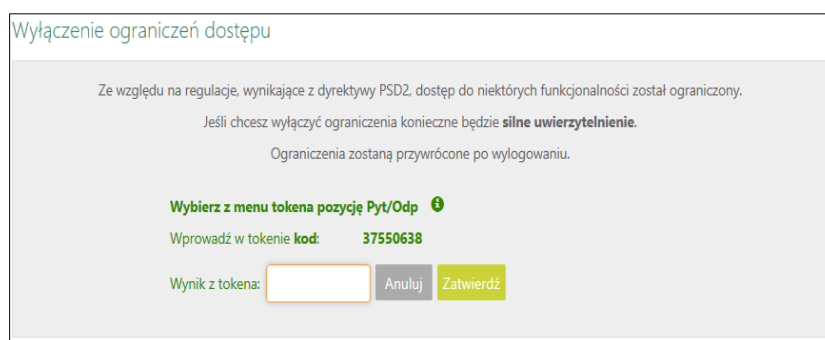 Wyłączenie ograniczeń dostępu
Ze względu na regulacje, wynikające z dyrektywy PSD2, dostęp do niektórych funkcjonalności został ograniczony.
Jeśli chcesz wyłączyć ograniczenia konieczne będzie silne uwierzytelnienie.
Ograniczenia zostaną przywrócone po wylogowaniu.
Wybierz z menu tokena pozycję Pyt/Odp
Wprowadź w tokenie kod: 37550638
Wynik z tokena: Anuluj Zatwierdź